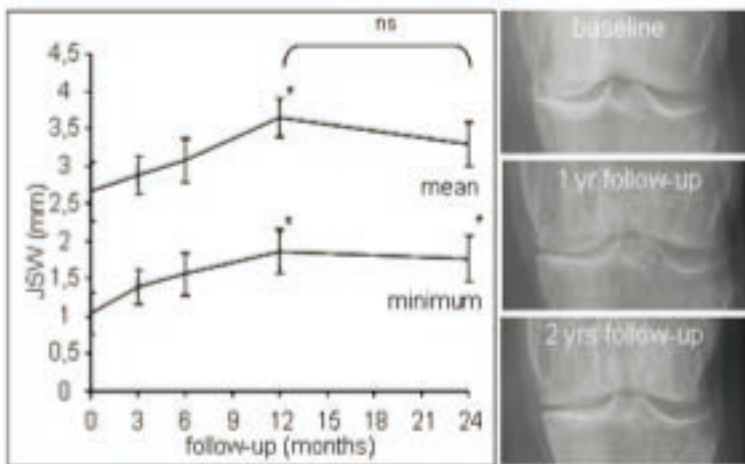 ns
4,5
4
3,5
3
2,5
2
1,5
1
0,5
0
JSW (mm)
*
mean
*
*
minimum
0 3 6 9 12 15 18 21 24
follow-up (months)
baseline
1 yr follow-up
2 yrs follow-up